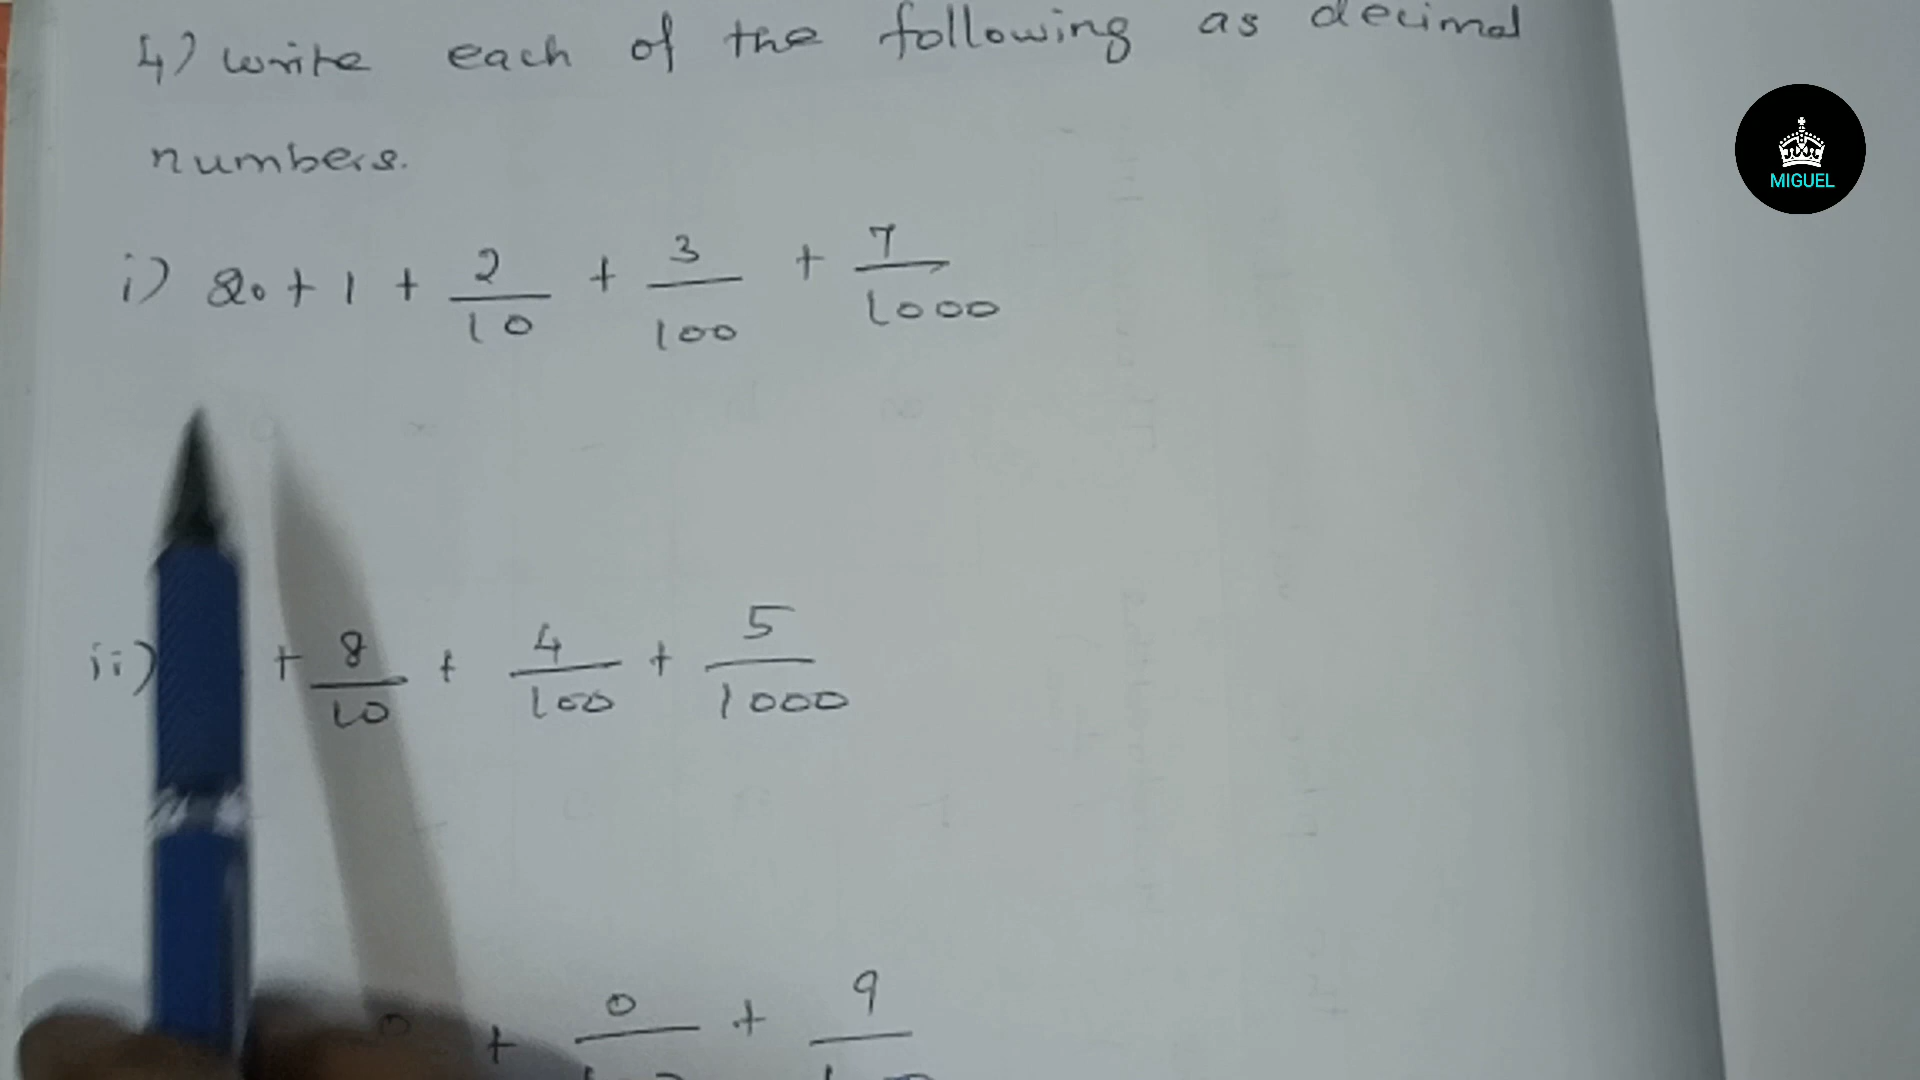 4) write each of the following as decimal
numbers.
MIGUEL
i) 20 + 1 + 2/10 + 3/100 + 7/1000
ii) + 8/10 + 4/100 + 5/1000
+ 0 + 9